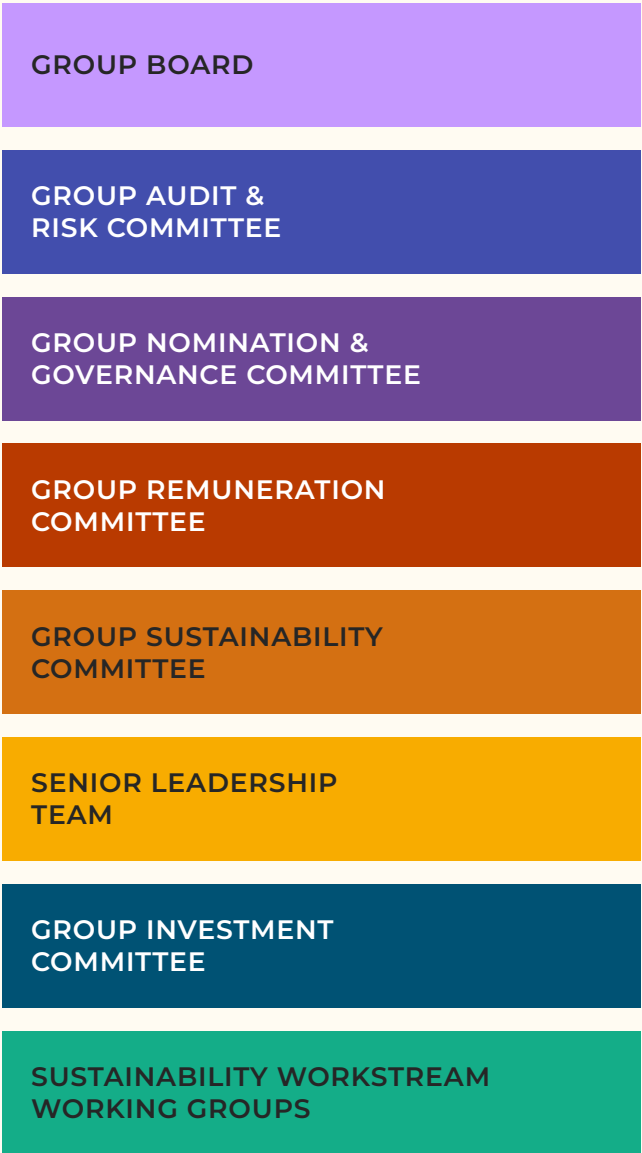 GROUP BOARD
GROUP AUDIT &
RISK COMMITTEE
GROUP NOMINATION &
GOVERNANCE COMMITTEE
GROUP REMUNERATION
COMMITTEE
GROUP SUSTAINABILITY
COMMITTEE
SENIOR LEADERSHIP
TEAM
GROUP INVESTMENT
COMMITTEE
SUSTAINABILITY WORKSTREAM
WORKING GROUPS